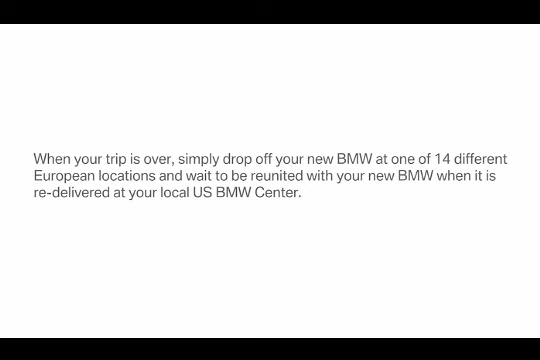 When your trip is over, simply drop off your new BMW at one of 14 different
European locations and wait to be reunited with your new BMW when it is
re-delivered at your local US BMW Center.